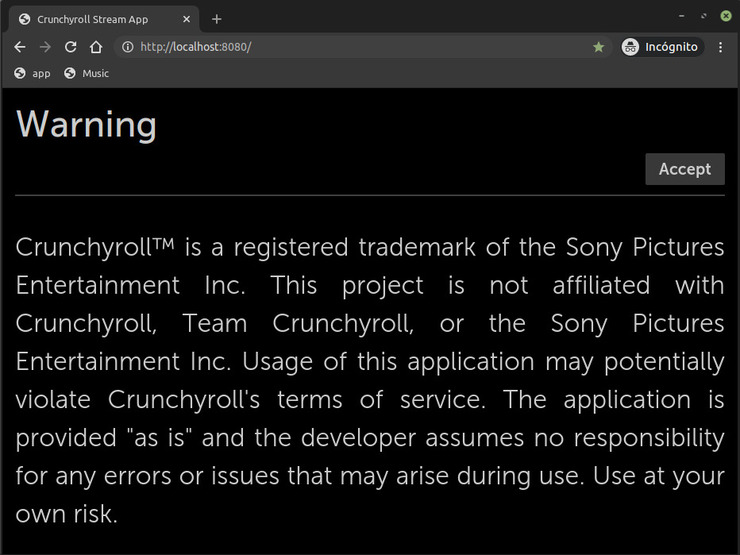 Crunchyroll Stream App
http://localhost:8080/
Incógnito
app
Music
Warning
Accept
Crunchyroll™ is a registered trademark of the Sony Pictures
Entertainment Inc. This project is not affiliated with
Crunchyroll, Team Crunchyroll, or the Sony Pictures
Entertainment Inc. Usage of this application may potentially
violate Crunchyroll's terms of service. The application is
provided "as is" and the developer assumes no responsibility
for any errors or issues that may arise during use. Use at your
own risk.